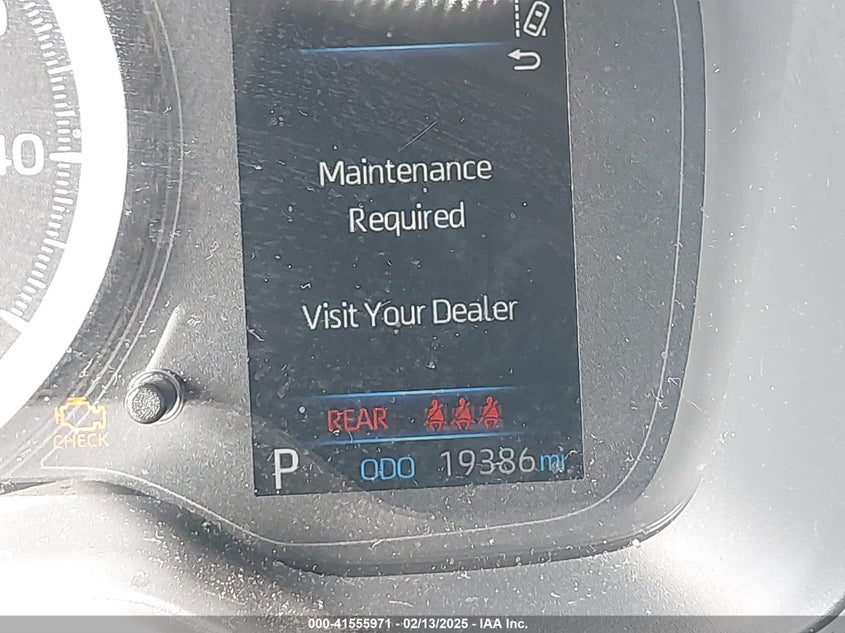 40
Maintenance
Required
Visit Your Dealer
REAR
CHECK
P ODO 19386 mi
000-41555971 - 02/13/2025 - IAA Inc.